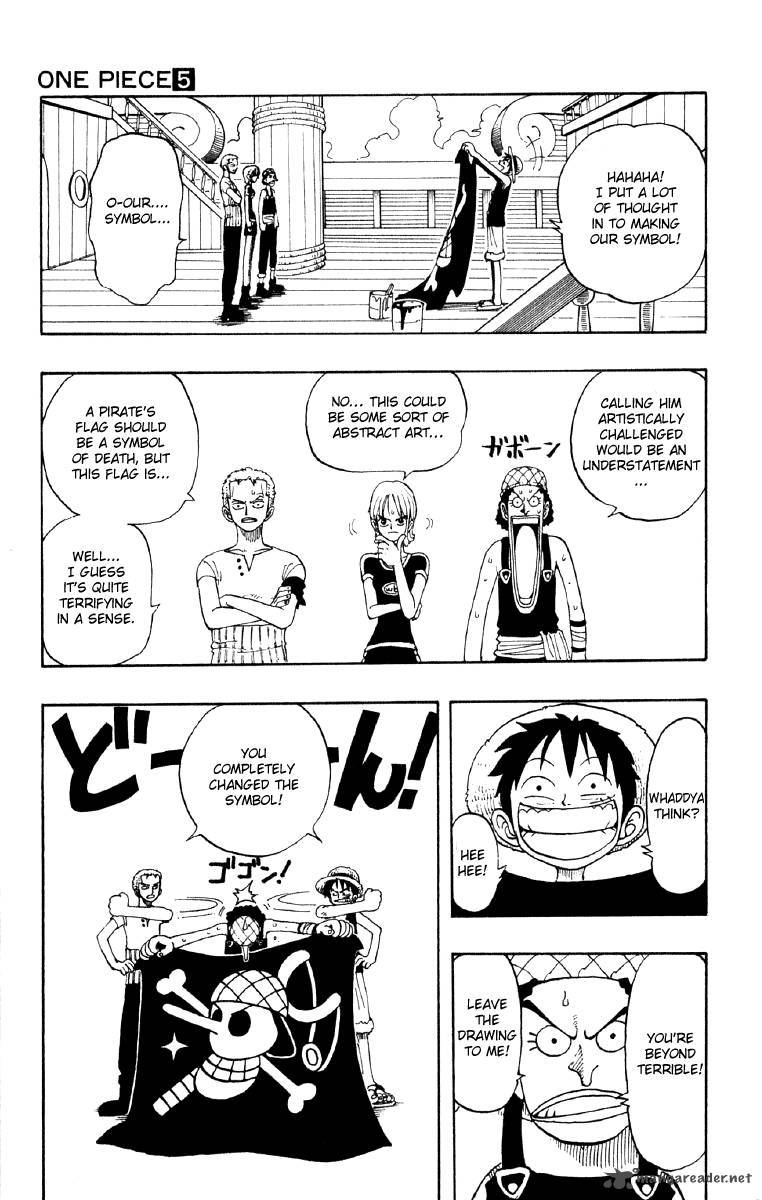 ONE PIECE 5
HAHAHA!
I PUT A LOT
OF THOUGHT
IN TO MAKING
OUR SYMBOL!
O-OUR....
SYMBOL...
CALLING HIM
ARTISTICALLY
CHALLENGED
WOULD BE AN
UNDERSTATEMENT
...
ガボーン
NO... THIS COULD
BE SOME SORT OF
ABSTRACT ART...
A PIRATE'S
FLAG SHOULD
BE A SYMBOL
OF DEATH, BUT
THIS FLAG IS...
WELL...
I GUESS
IT'S QUITE
TERRIFYING
IN A SENSE.
WHADDYA
THINK?
HEE
HEE!
YOU'RE
BEYOND
TERRIBLE!
LEAVE
THE
DRAWING
TO ME!
どーーん!
YOU
COMPLETELY
CHANGED THE
SYMBOL!
ゴゴン!
mangareader.net